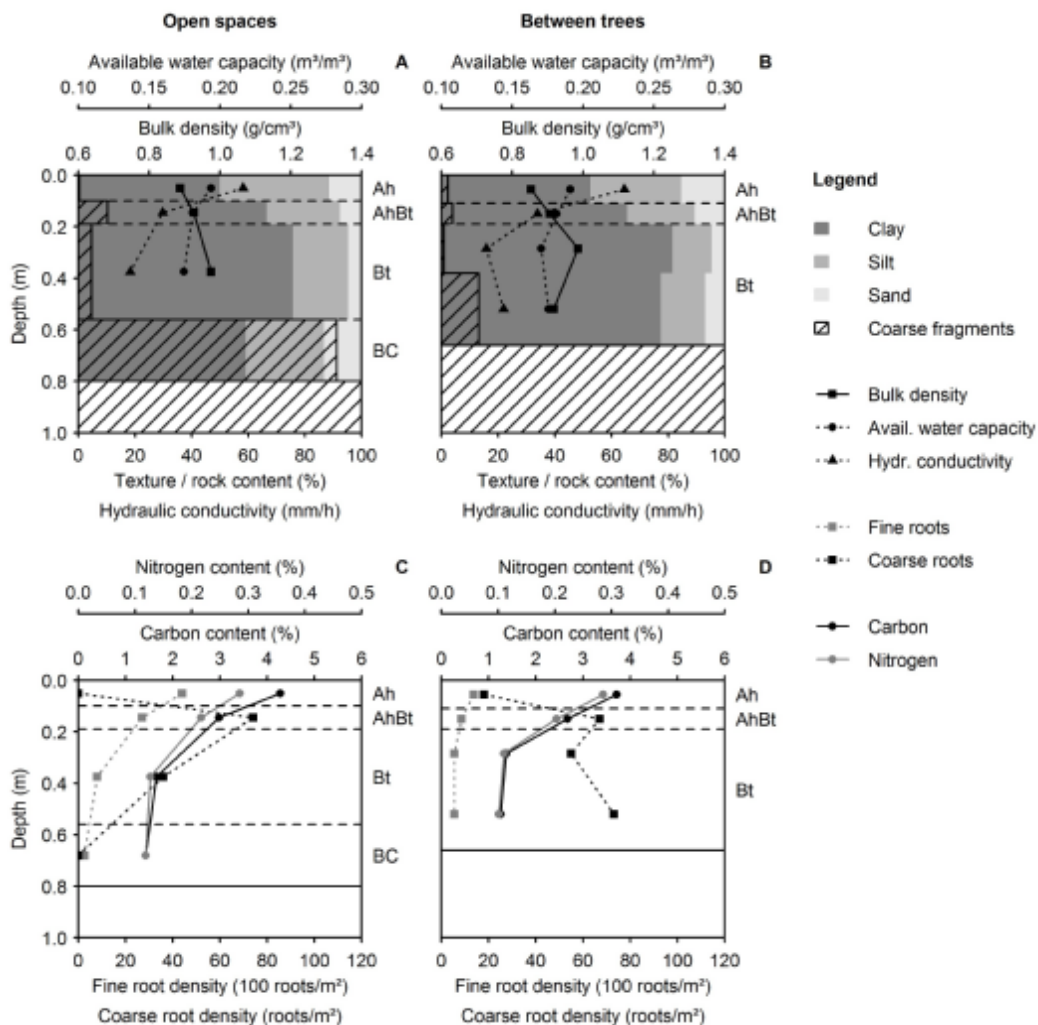 Open spaces
Between trees
Available water capacity (m³/m³)
A
0.10 0.15 0.20 0.25 0.30
Bulk density (g/cm³)
0.6 0.8 1.0 1.2 1.4
Available water capacity (m³/m³)
B
0.10 0.15 0.20 0.25 0.30
Bulk density (g/cm³)
0.6 0.8 1.0 1.2 1.4
Depth (m)
0.0
0.2
0.4
0.6
0.8
1.0
Ah
AhBt
Bt
BC
Ah
AhBt
Bt
0 20 40 60 80 100
Texture / rock content (%)
Hydraulic conductivity (mm/h)
0 20 40 60 80 100
Texture / rock content (%)
Hydraulic conductivity (mm/h)
Legend
Clay
Silt
Sand
Coarse fragments
Bulk density
Avail. water capacity
Hydr. conductivity
Fine roots
Coarse roots
Carbon
Nitrogen
Nitrogen content (%)
C
0.0 0.1 0.2 0.3 0.4 0.5
Carbon content (%)
0 1 2 3 4 5 6
Nitrogen content (%)
D
0.0 0.1 0.2 0.3 0.4 0.5
Carbon content (%)
0 1 2 3 4 5 6
Depth (m)
0.0
0.2
0.4
0.6
0.8
1.0
Ah
AhBt
Bt
BC
Ah
AhBt
Bt
0 20 40 60 80 100 120
Fine root density (100 roots/m²)
Coarse root density (roots/m²)
0 20 40 60 80 100 120
Fine root density (100 roots/m²)
Coarse root density (roots/m²)